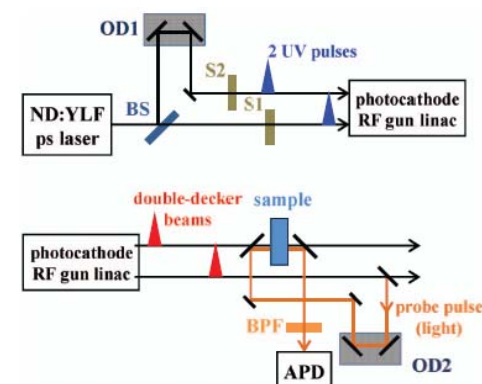 OD1
2 UV pulses
S2
S1
BS
ND:YLF
ps laser
photocathode
RF gun linac
double-decker
beams
sample
photocathode
RF gun linac
probe pulse
(light)
BPF
OD2
APD